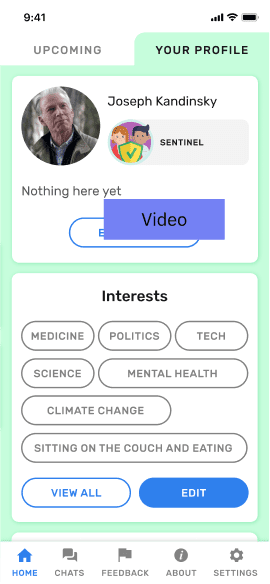 9:41
UPCOMING YOUR PROFILE
Joseph Kandinsky
SENTINEL
Nothing here yet
Video
Interests
MEDICINE POLITICS TECH
SCIENCE MENTAL HEALTH
CLIMATE CHANGE
SITTING ON THE COUCH AND EATING
VIEW ALL EDIT
HOME CHATS FEEDBACK ABOUT SETTINGS